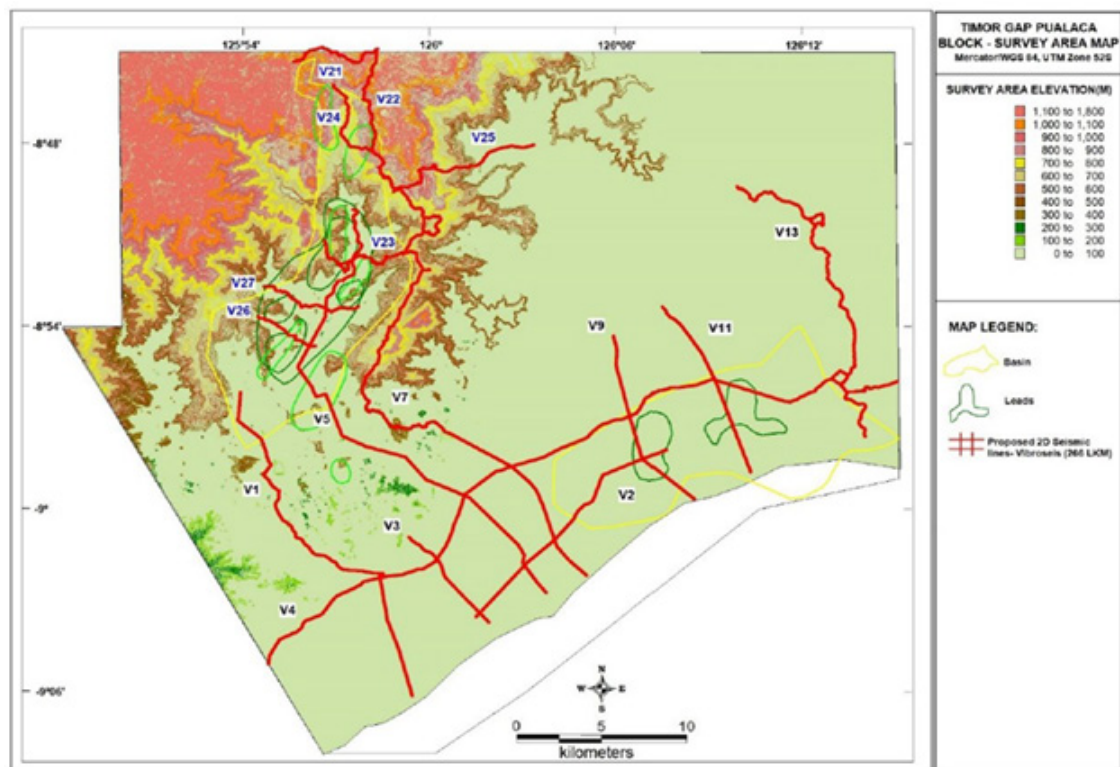 125°54'
126°
126°06'
126°12'
-8°48'
-8°54'
-9°
-9°06'
V21
V22
V24
V25
V23
V13
V27
V26
V9
V11
V7
V5
V1
V2
V3
V4
N
W E
S
0 5 10
kilometers
TIMOR GAP PUALACA
BLOCK - SURVEY AREA MAP
Mercator/WGS 84, UTM Zone 52S
SURVEY AREA ELEVATION(M)
1,100 to 1,800
1,000 to 1,100
900 to 1,000
800 to 900
700 to 800
600 to 700
500 to 600
400 to 500
300 to 400
200 to 300
100 to 200
0 to 100
MAP LEGEND:
Basin
Leads
Proposed 2D Seismic
lines- Vibroseis (266 LKM)